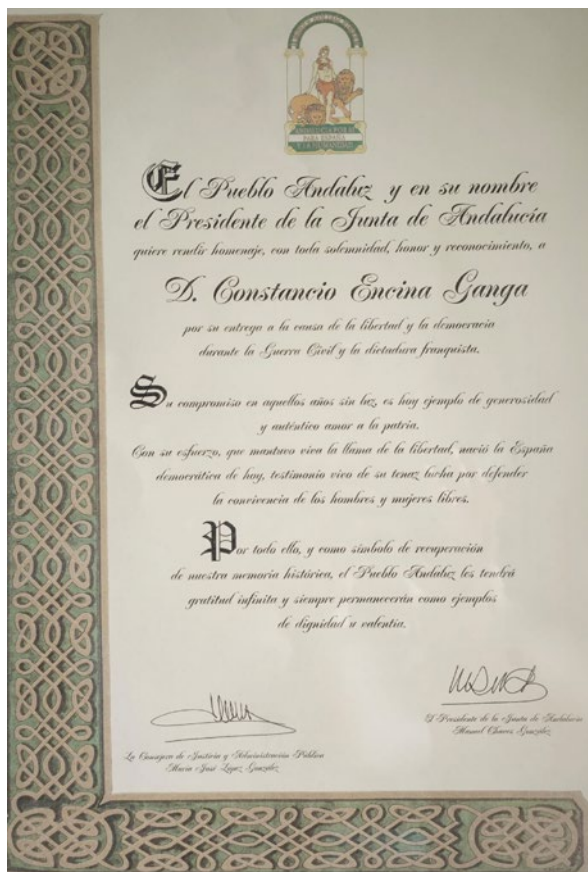 ANDALUCIA POR SI
PARA ESPAÑA
Y LA HUMANIDAD
El Pueblo Andaluz y en su nombre
el Presidente de la Junta de Andalucía
quiere rendir homenaje, con toda solemnidad, honor y reconocimiento, a
D. Constancio Encina Ganga
por su entrega a la causa de la libertad y la democracia
durante la Guerra Civil y la dictadura franquista.
Su compromiso en aquellos años sin luz, es hoy ejemplo de generosidad
y auténtico amor a la patria.
Con su esfuerzo, que mantuvo viva la llama de la libertad, nació la España
democrática de hoy, testimonio vivo de su tenaz lucha por defender
la convivencia de los hombres y mujeres libres.
Por todo ello, y como símbolo de recuperación
de nuestra memoria histórica, el Pueblo Andaluz les tendrá
gratitud infinita y siempre permanecerán como ejemplos
de dignidad y valentía.
El Presidente de la Junta de Andalucía
Manuel Chaves González
La Consejera de Justicia y Administración Pública
María José López González